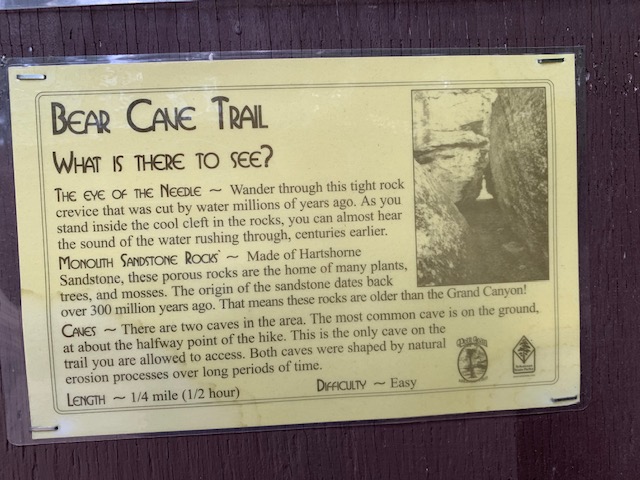 BEAR CAVE TRAIL
WHAT IS THERE TO SEE?
THE EYE OF THE NEEDLE ~ Wander through this tight rock
crevice that was cut by water millions of years ago. As you
stand inside the cool cleft in the rocks, you can almost hear
the sound of the water rushing through, centuries earlier.
MONOLITH SANDSTONE ROCKS ~ Made of Hartshorne
Sandstone, these porous rocks are the home of many plants,
trees, and mosses. The origin of the sandstone dates back
over 300 million years ago. That means these rocks are older than the Grand Canyon!
CAVES ~ There are two caves in the area. The most common cave is on the ground,
at about the halfway point of the hike. This is the only cave on the
trail you are allowed to access. Both caves were shaped by natural
erosion processes over long periods of time.
LENGTH ~ 1/4 mile (1/2 hour)
DIFFICULTY ~ Easy